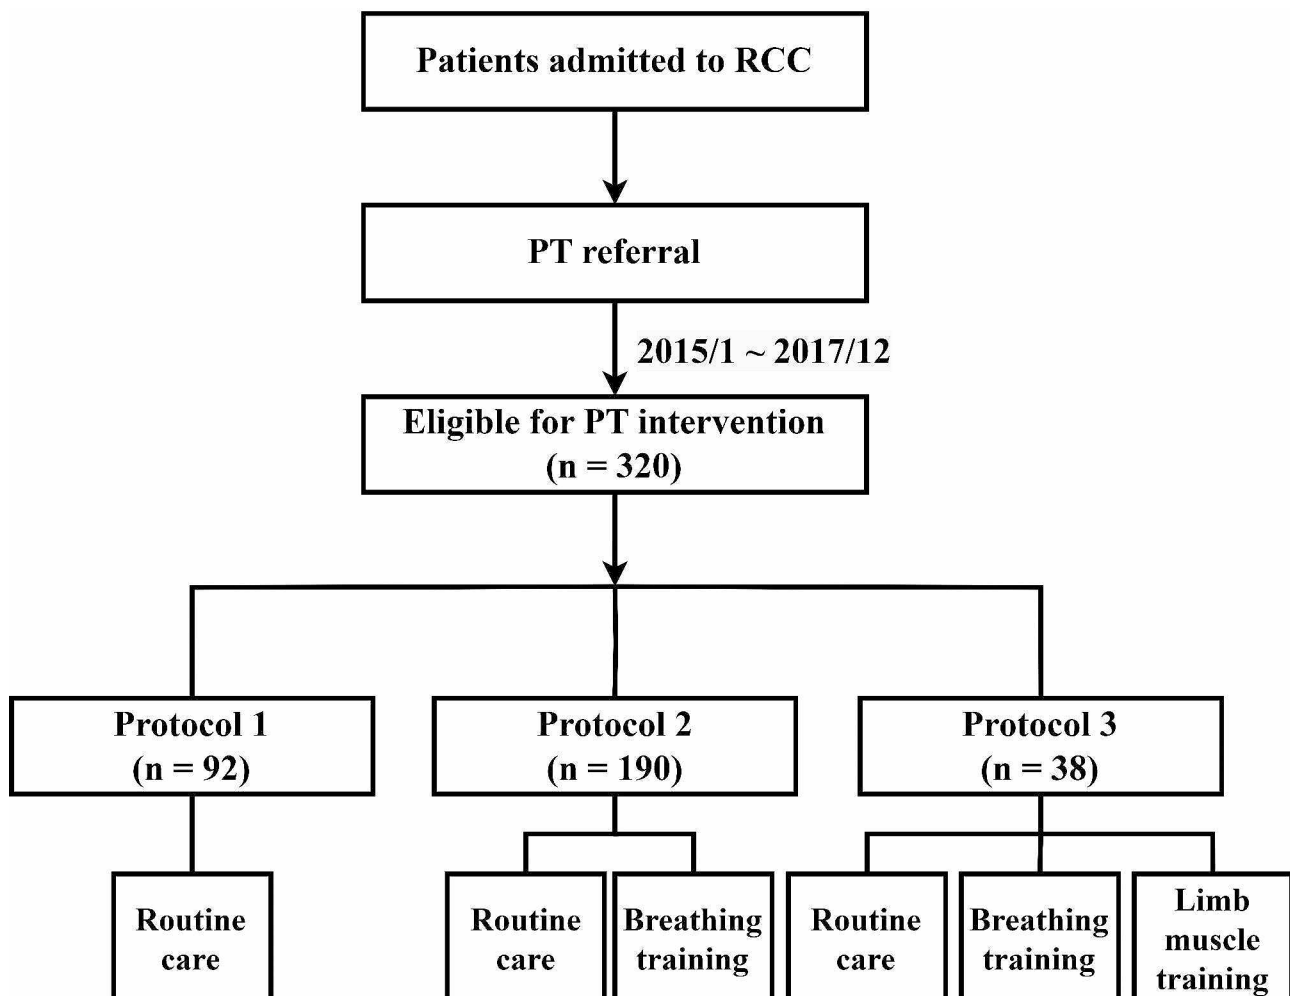 Patients admitted to RCC
PT referral
2015/1 ~ 2017/12
Eligible for PT intervention
(n = 320)
Protocol 1
(n = 92)
Protocol 2
(n = 190)
Protocol 3
(n = 38)
Routine
care
Routine
care
Breathing
training
Routine
care
Breathing
training
Limb
muscle
training